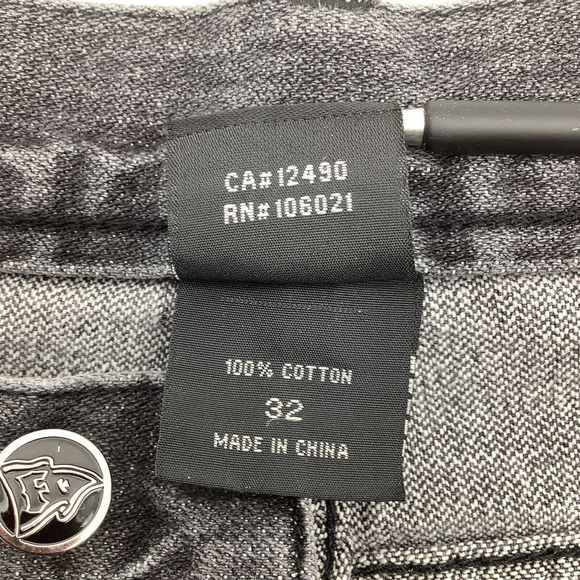 CA#12490
RN#106021
100% COTTON
32
MADE IN CHINA
E